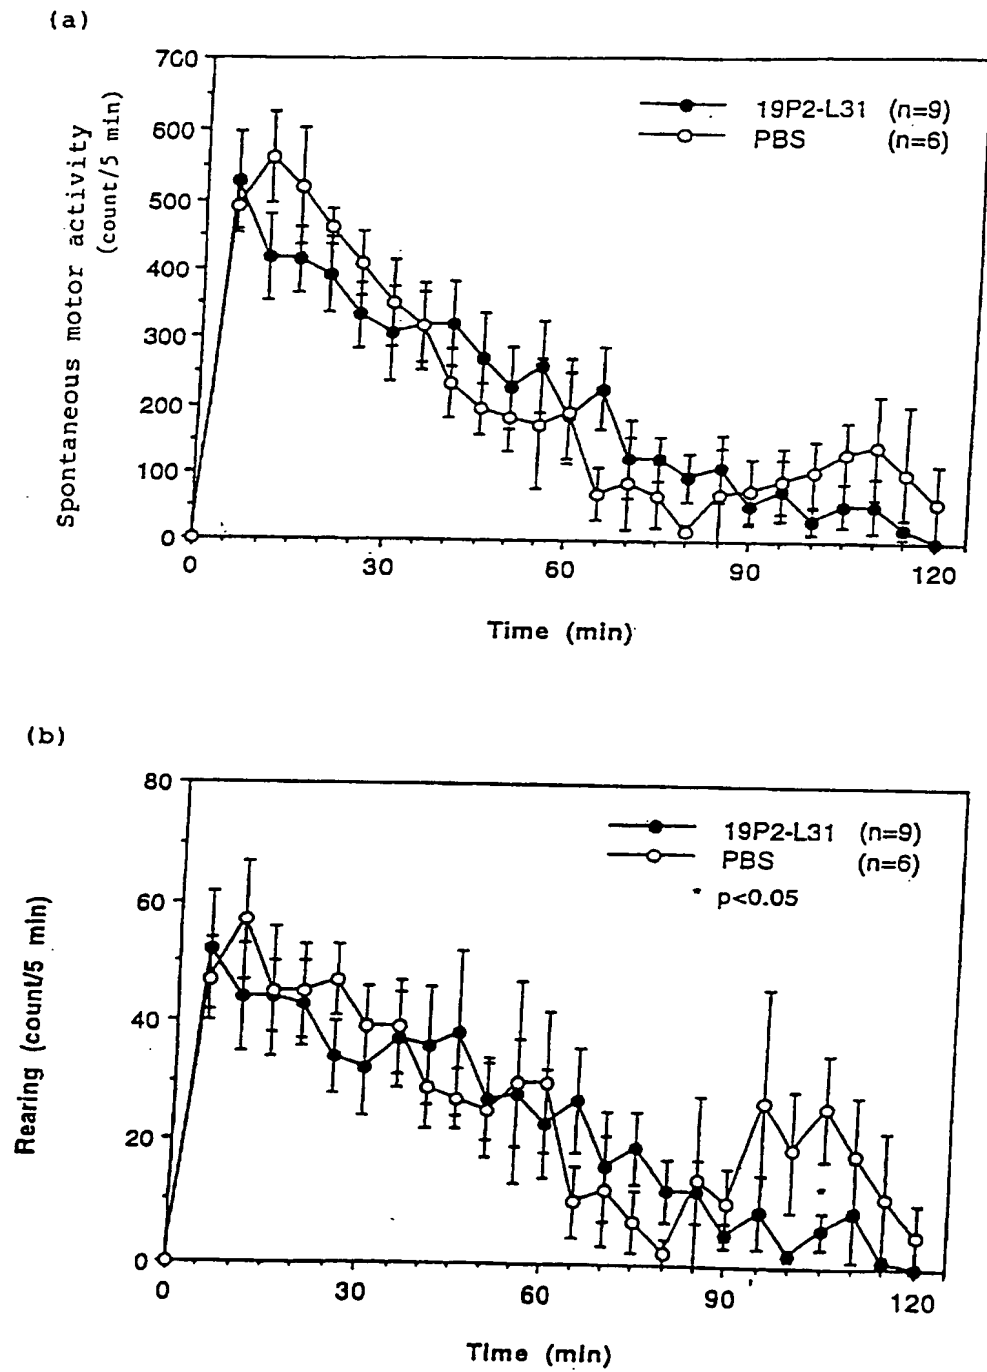 (a)
700
600
500
400
300
200
100
0
Spontaneous motor activity
(count/5 min)
19P2-L31 (n=9)
PBS (n=6)
0 30 60 90 120
Time (min)
(b)
80
60
40
20
0
Rearing (count/5 min)
19P2-L31 (n=9)
PBS (n=6)
* p<0.05
*
0 30 60 90 120
Time (min)